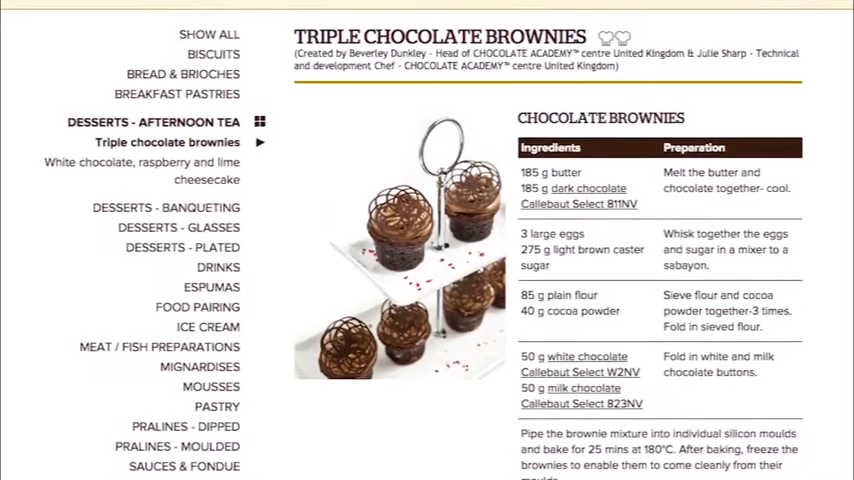 SHOW ALL
BISCUITS
BREAD & BRIOCHES
BREAKFAST PASTRIES
DESSERTS - AFTERNOON TEA
Triple chocolate brownies
White chocolate, raspberry and lime
cheesecake
DESSERTS - BANQUETING
DESSERTS - GLASSES
DESSERTS - PLATED
DRINKS
ESPUMAS
FOOD PAIRING
ICE CREAM
MEAT / FISH PREPARATIONS
MIGNARDISES
MOUSSES
PASTRY
PRALINES - DIPPED
PRALINES - MOULDED
SAUCES & FONDUE
TRIPLE CHOCOLATE BROWNIES
(Created by Beverley Dunkley - Head of CHOCOLATE ACADEMY™ centre United Kingdom & Julie Sharp - Technical
and development Chef - CHOCOLATE ACADEMY™ centre United Kingdom)
CHOCOLATE BROWNIES
Ingredients Preparation
185 g butter
185 g dark chocolate
Callebaut Select 811NV
Melt the butter and
chocolate together- cool.
3 large eggs
275 g light brown caster
sugar
Whisk together the eggs
and sugar in a mixer to a
sabayon.
85 g plain flour
40 g cocoa powder
Sieve flour and cocoa
powder together-3 times.
Fold in sieved flour.
50 g white chocolate
Callebaut Select W2NV
50 g milk chocolate
Callebaut Select 823NV
Fold in white and milk
chocolate buttons.
Pipe the brownie mixture into individual silicon moulds
and bake for 25 mins at 180°C. After baking, freeze the
brownies to enable them to come cleanly from their